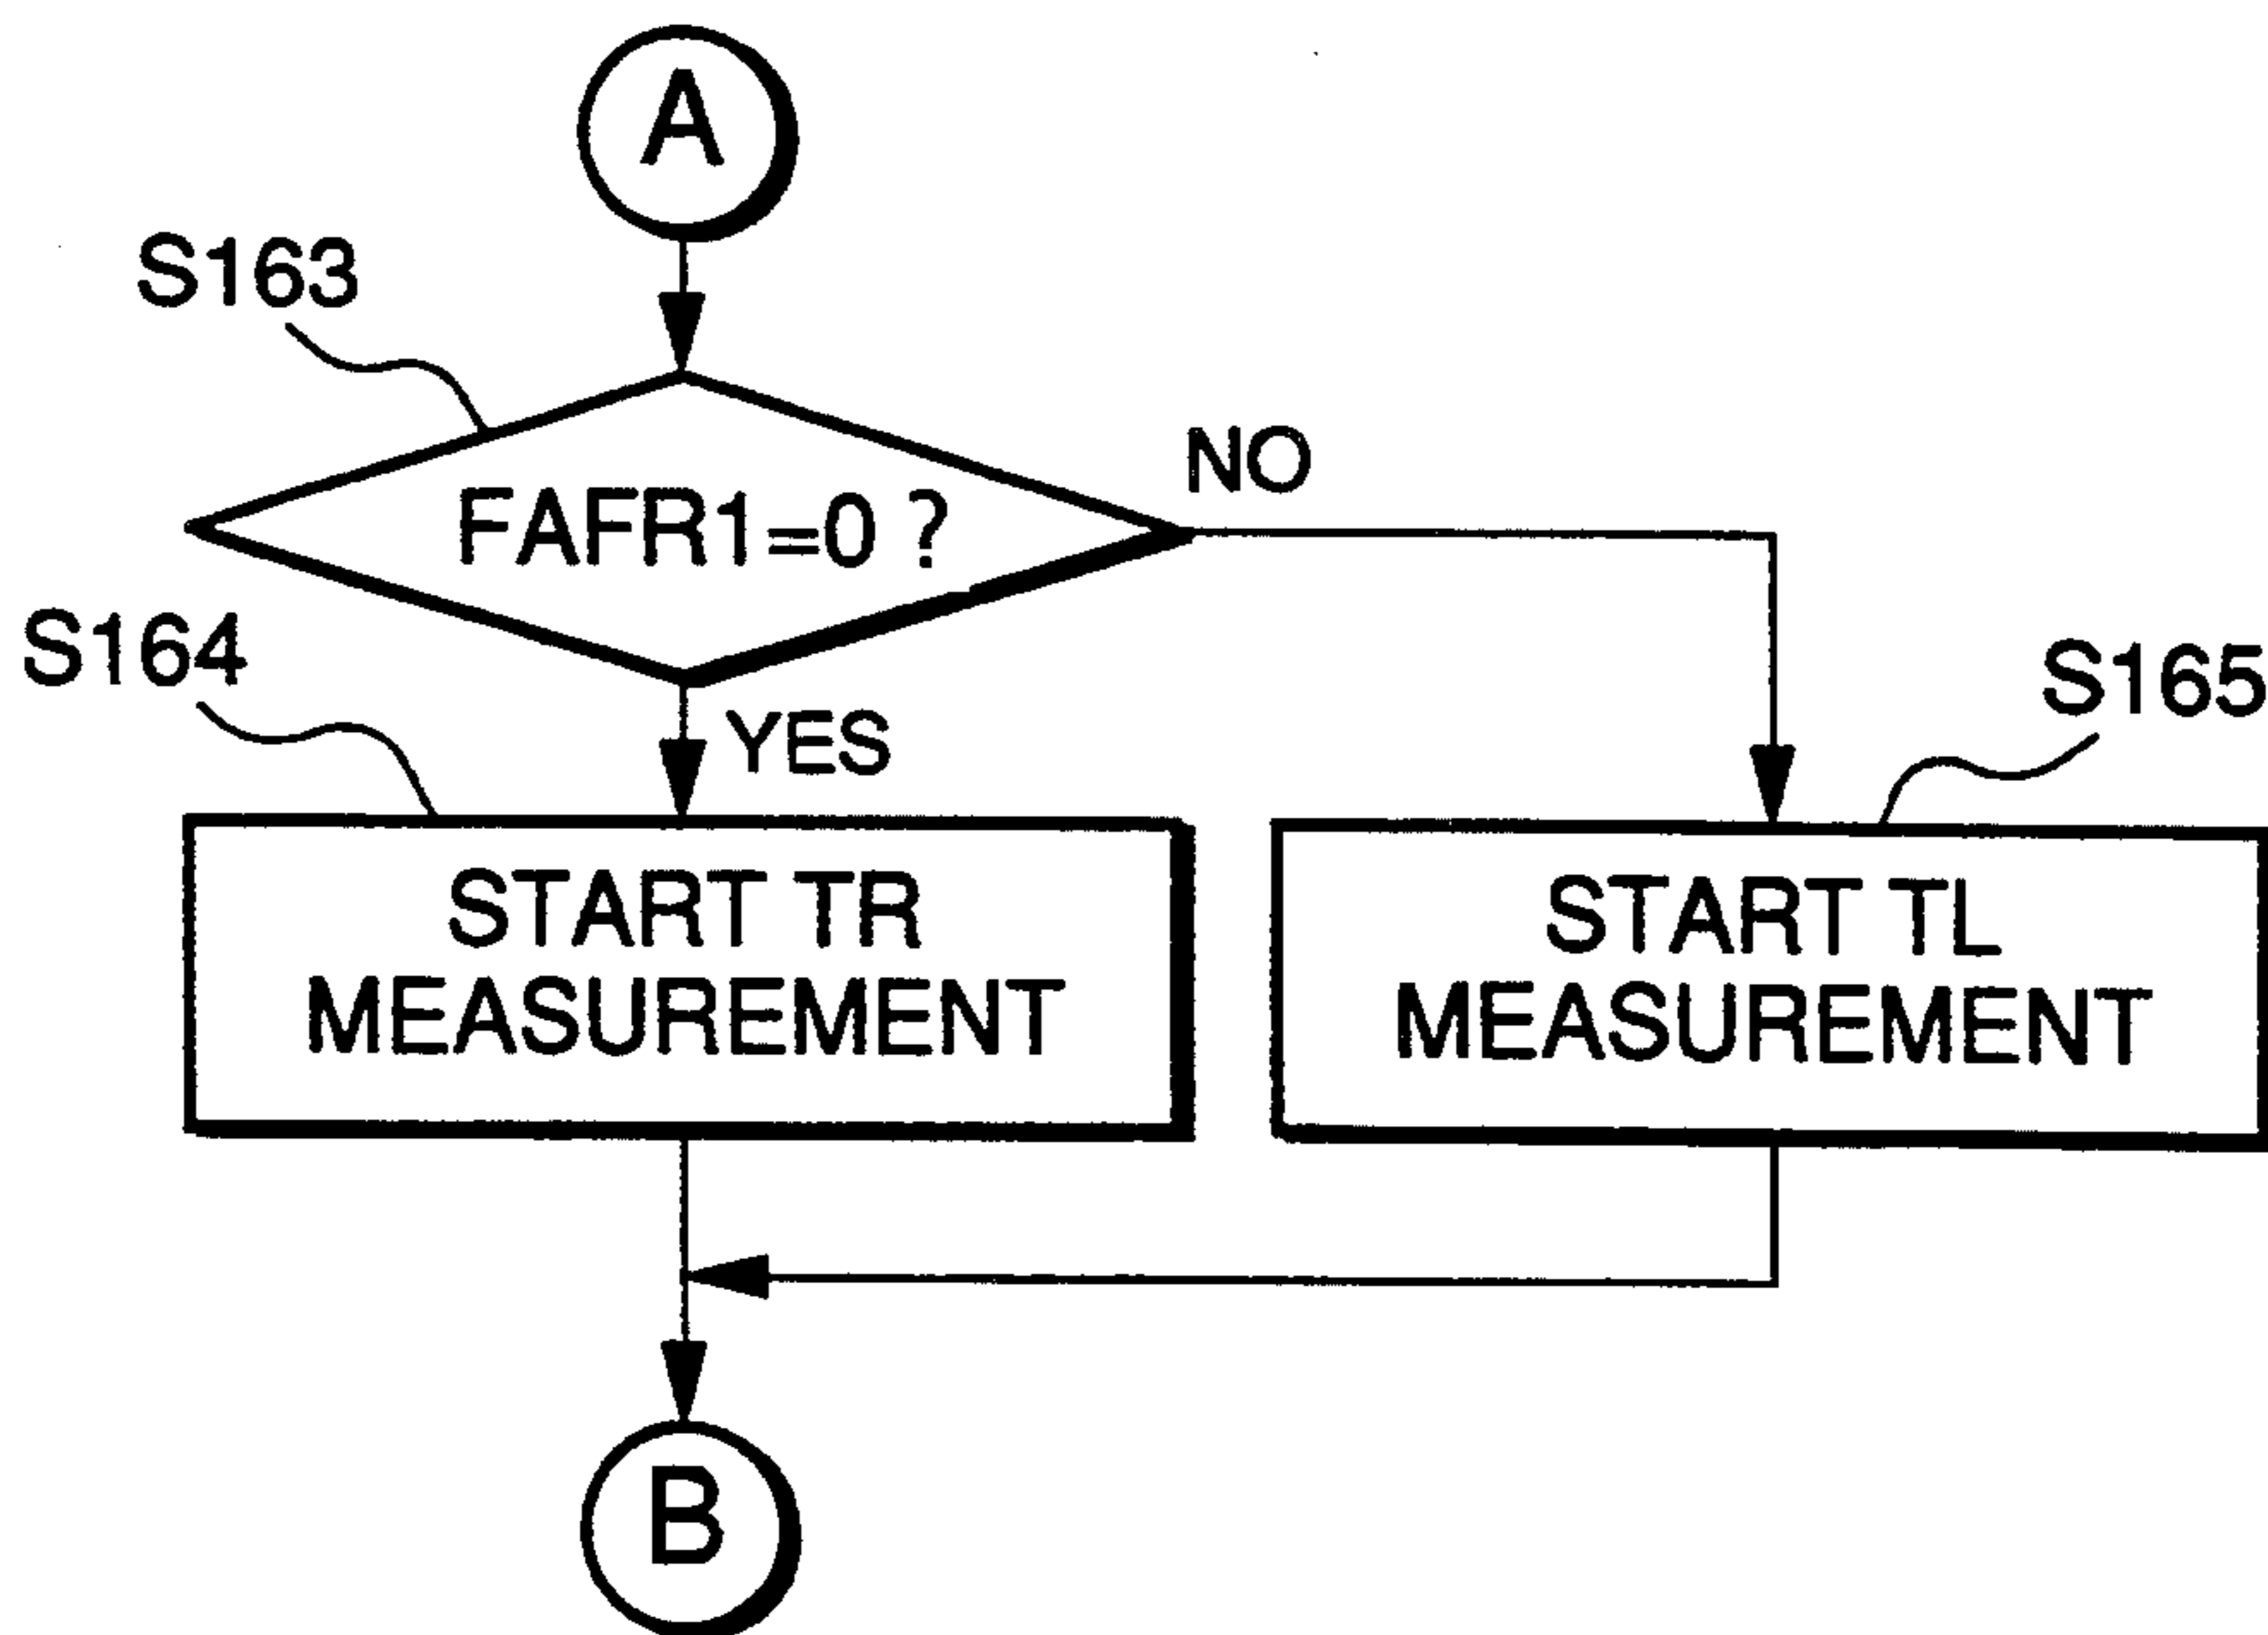 A
S163
FAFR1=0 ?
NO
S164
YES
S165
START TR
MEASUREMENT
START TL
MEASUREMENT
B